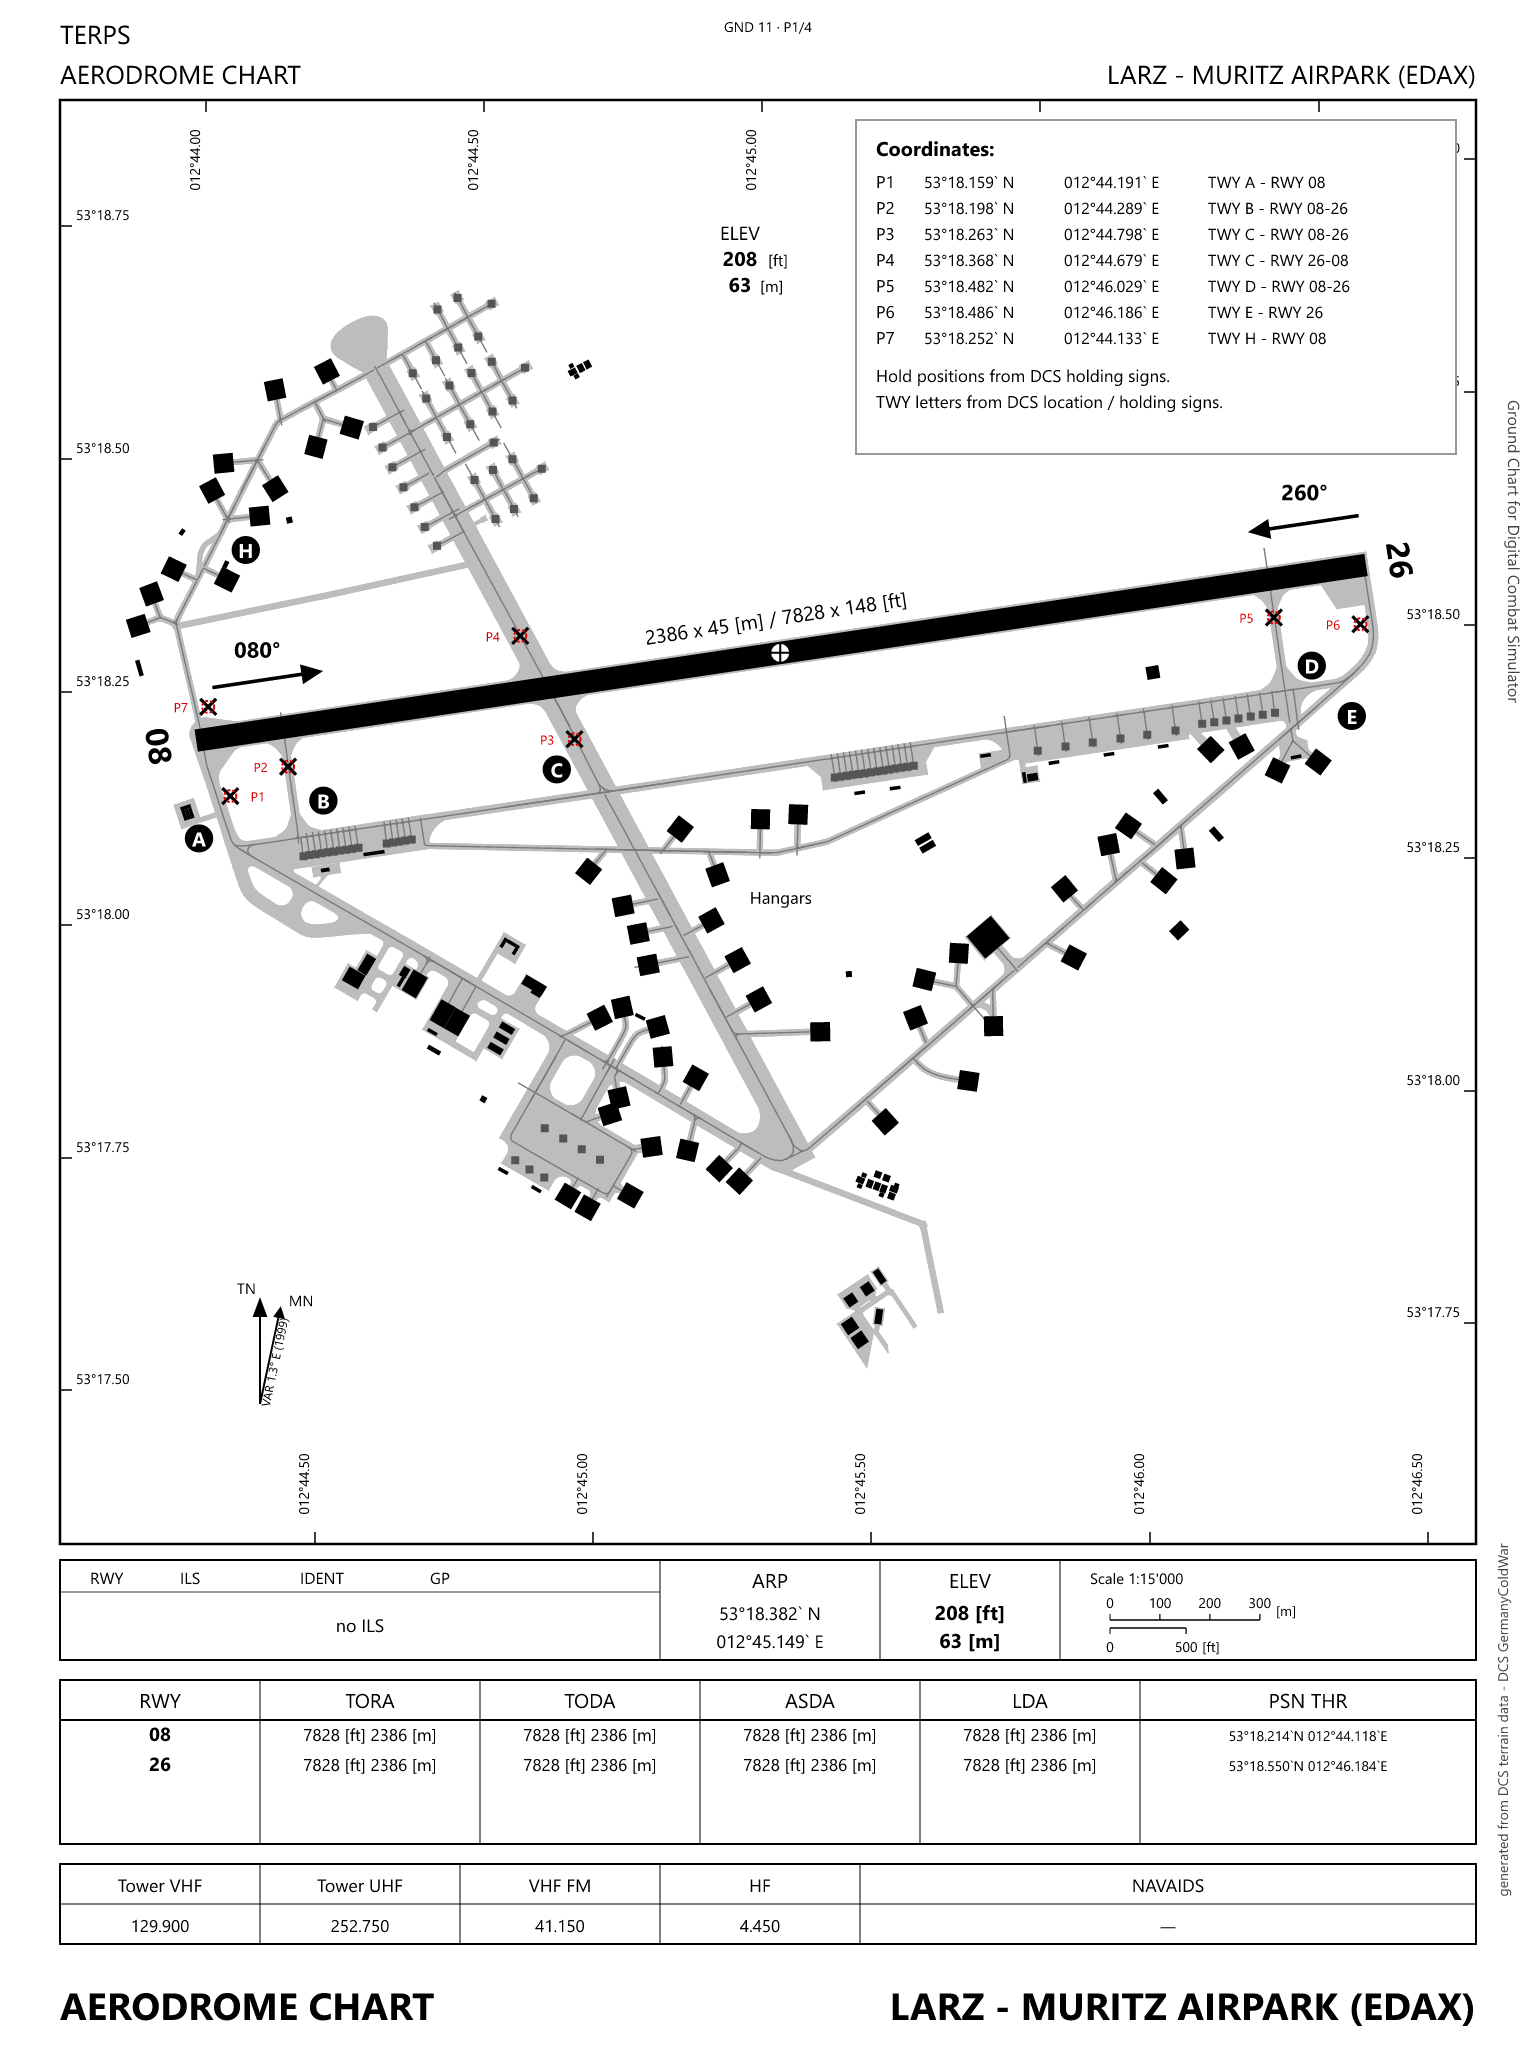 GND 11 · P1/4
TERPS
AERODROME CHART
LARZ - MURITZ AIRPARK (EDAX)
012°44.00
012°44.50
012°45.00
Coordinates:
P1 53°18.159` N 012°44.191` E TWY A - RWY 08
P2 53°18.198` N 012°44.289` E TWY B - RWY 08-26
P3 53°18.263` N 012°44.798` E TWY C - RWY 08-26
P4 53°18.368` N 012°44.679` E TWY C - RWY 26-08
P5 53°18.482` N 012°46.029` E TWY D - RWY 08-26
P6 53°18.486` N 012°46.186` E TWY E - RWY 26
P7 53°18.252` N 012°44.133` E TWY H - RWY 08
Hold positions from DCS holding signs.
TWY letters from DCS location / holding signs.
ELEV
208 [ft]
63 [m]
53°18.75
53°18.50
53°18.25
53°18.00
53°17.75
53°17.50
53°18.50
53°18.25
53°18.00
53°17.75
260°
26
080°
08
2386 x 45 [m] / 7828 x 148 [ft]
H
P4
P5
P6
D
E
P7
P3
C
P2
B
P1
A
Hangars
TN
MN
VAR 1.3° E (1999)
012°44.50
012°45.00
012°45.50
012°46.00
012°46.50
Ground Chart for Digital Combat Simulator
generated from DCS terrain data - DCS GermanyColdWar
RWY ILS IDENT GP
no ILS
ARP
53°18.382` N
012°45.149` E
ELEV
208 [ft]
63 [m]
Scale 1:15'000
0 100 200 300 [m]
0 500 [ft]
RWY TORA TODA ASDA LDA PSN THR
08 7828 [ft] 2386 [m] 7828 [ft] 2386 [m] 7828 [ft] 2386 [m] 7828 [ft] 2386 [m] 53°18.214`N 012°44.118`E
26 7828 [ft] 2386 [m] 7828 [ft] 2386 [m] 7828 [ft] 2386 [m] 7828 [ft] 2386 [m] 53°18.550`N 012°46.184`E
Tower VHF Tower UHF VHF FM HF NAVAIDS
129.900 252.750 41.150 4.450 —
AERODROME CHART
LARZ - MURITZ AIRPARK (EDAX)